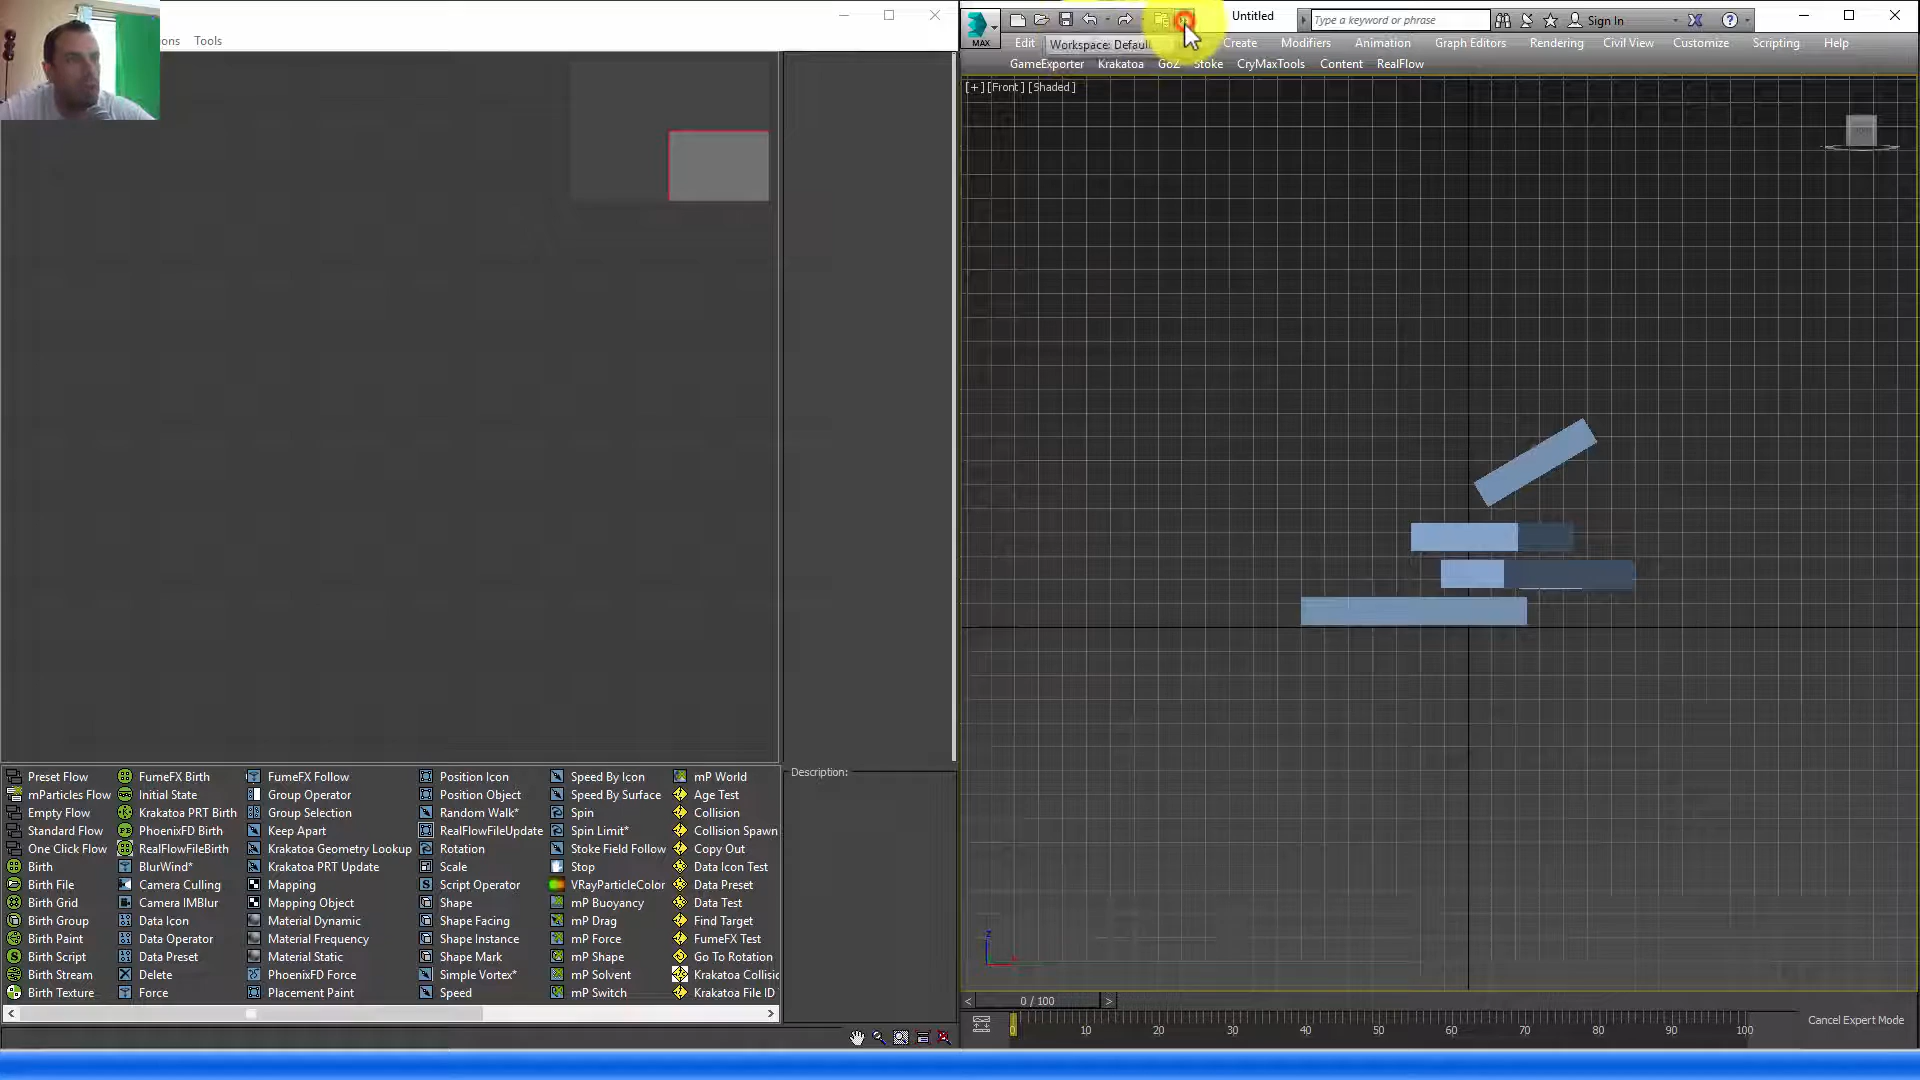 ons Tools
Untitled
Type a keyword or phrase
Sign In
MAX
Edit
Workspace: Default
Create Modifiers Animation Graph Editors Rendering Civil View Customize Scripting Help
GameExporter Krakatoa GoZ Stoke CryMaxTools Content RealFlow
[+] [Front] [Shaded]
Preset Flow FumeFX Birth FumeFX Follow Position Icon Speed By Icon mP World
mParticles Flow Initial State Group Operator Position Object Speed By Surface Age Test
Empty Flow Krakatoa PRT Birth Group Selection Random Walk* Spin Collision
Standard Flow PhoenixFD Birth Keep Apart RealFlowFileUpdate Spin Limit* Collision Spawn
One Click Flow RealFlowFileBirth Krakatoa Geometry Lookup Rotation Stoke Field Follow Copy Out
Birth BlurWind* Krakatoa PRT Update Scale Stop Data Icon Test
Birth File Camera Culling Mapping Script Operator VRayParticleColor Data Preset
Birth Grid Camera IMBlur Mapping Object Shape mP Buoyancy Data Test
Birth Group Data Icon Material Dynamic Shape Facing mP Drag Find Target
Birth Paint Data Operator Material Frequency Shape Instance mP Force FumeFX Test
Birth Script Data Preset Material Static Shape Mark mP Shape Go To Rotation
Birth Stream Delete PhoenixFD Force Simple Vortex* mP Solvent Krakatoa Collisic
Birth Texture Force Placement Paint Speed mP Switch Krakatoa File ID
Description:
z
< 0 / 100 >
0 10 20 30 40 50 60 70 80 90 100
Cancel Expert Mode